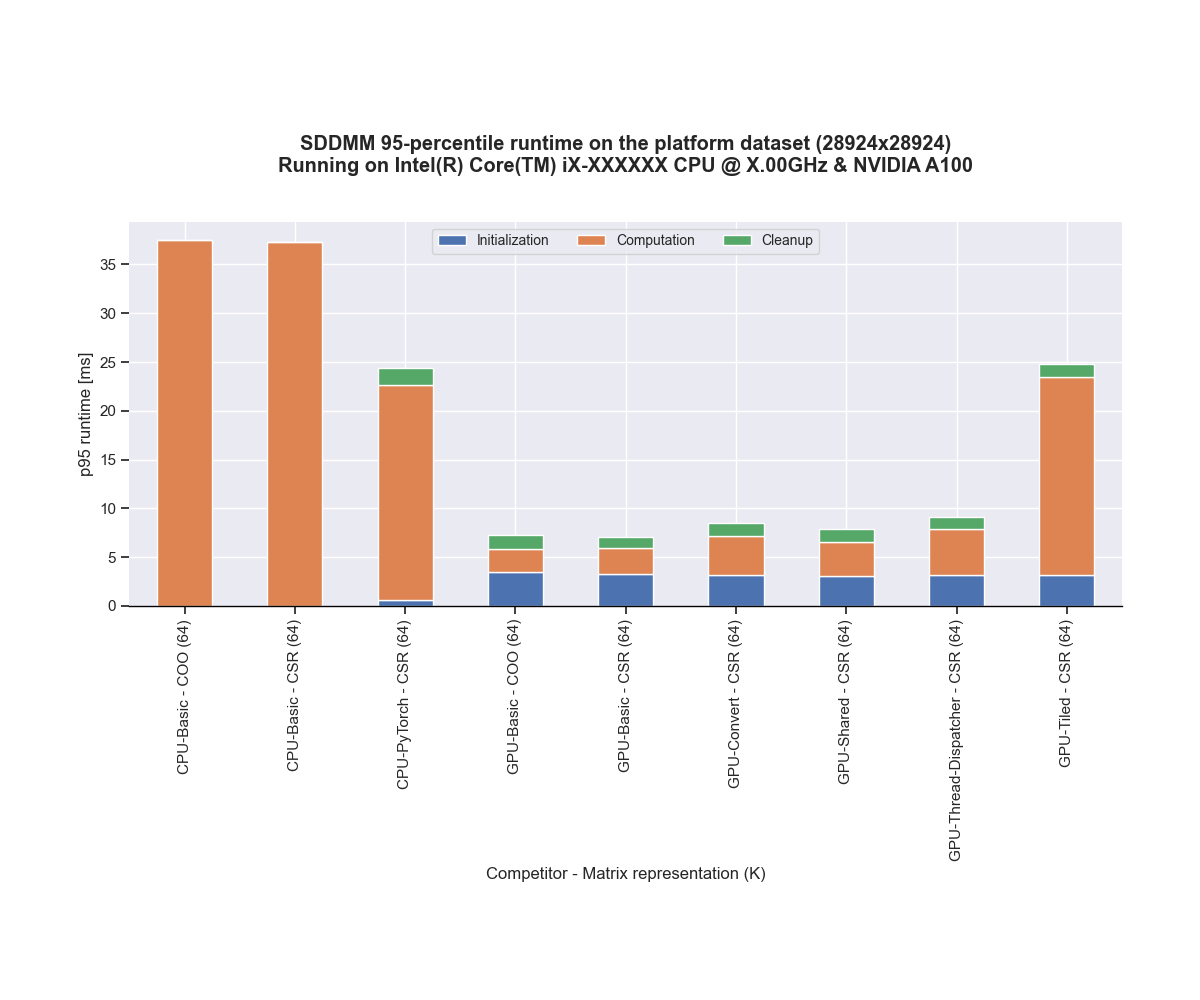 SDDMM 95-percentile runtime on the platform dataset (28924x28924)
Running on Intel(R) Core(TM) iX-XXXXXX CPU @ X.00GHz & NVIDIA A100
Initialization
Computation
Cleanup
p95 runtime [ms]
35
30
25
20
15
10
5
0
CPU-Basic - COO (64)
CPU-Basic - CSR (64)
CPU-PyTorch - CSR (64)
GPU-Basic - COO (64)
GPU-Basic - CSR (64)
GPU-Convert - CSR (64)
GPU-Shared - CSR (64)
GPU-Thread-Dispatcher - CSR (64)
GPU-Tiled - CSR (64)
Competitor - Matrix representation (K)